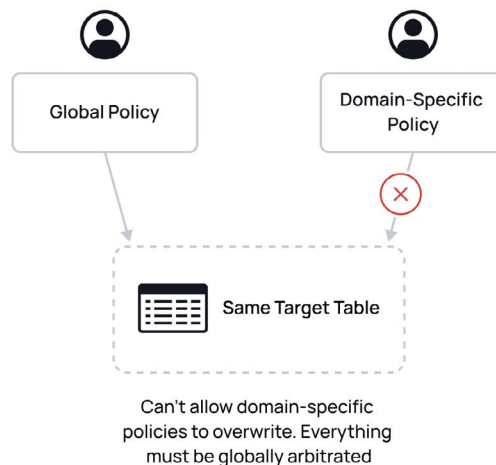 Global Policy
Domain-Specific
Policy
Same Target Table
Can't allow domain-specific
policies to overwrite. Everything
must be globally arbitrated